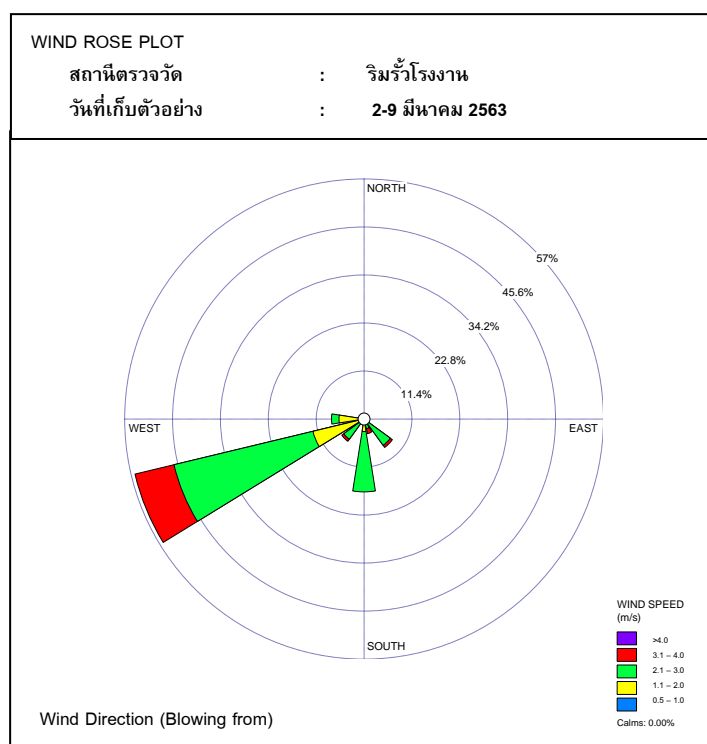 WIND ROSE PLOT
สถานีตรวจวัด : ริมรั้วโรงงาน
วันที่เก็บตัวอย่าง : 2-9 มีนาคม 2563
NORTH
57%
45.6%
34.2%
22.8%
11.4%
WEST
EAST
SOUTH
WIND SPEED
(m/s)
>4.0
3.1 – 4.0
2.1 – 3.0
1.1 – 2.0
0.5 – 1.0
Calms: 0.00%
Wind Direction (Blowing from)